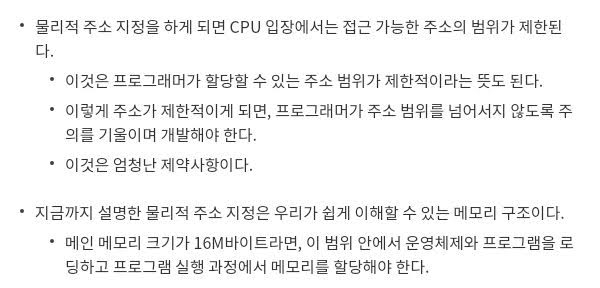 • 물리적 주소 지정을 하게 되면 CPU 입장에서는 접근 가능한 주소의 범위가 제한된
다.
• 이것은 프로그래머가 할당할 수 있는 주소 범위가 제한적이라는 뜻도 된다.
• 이렇게 주소가 제한적이게 되면, 프로그래머가 주소 범위를 넘어서지 않도록 주
의를 기울이며 개발해야 한다.
• 이것은 엄청난 제약사항이다.
• 지금까지 설명한 물리적 주소 지정은 우리가 쉽게 이해할 수 있는 메모리 구조이다.
• 메인 메모리 크기가 16M바이트라면, 이 범위 안에서 운영체제와 프로그램을 로
딩하고 프로그램 실행 과정에서 메모리를 할당해야 한다.